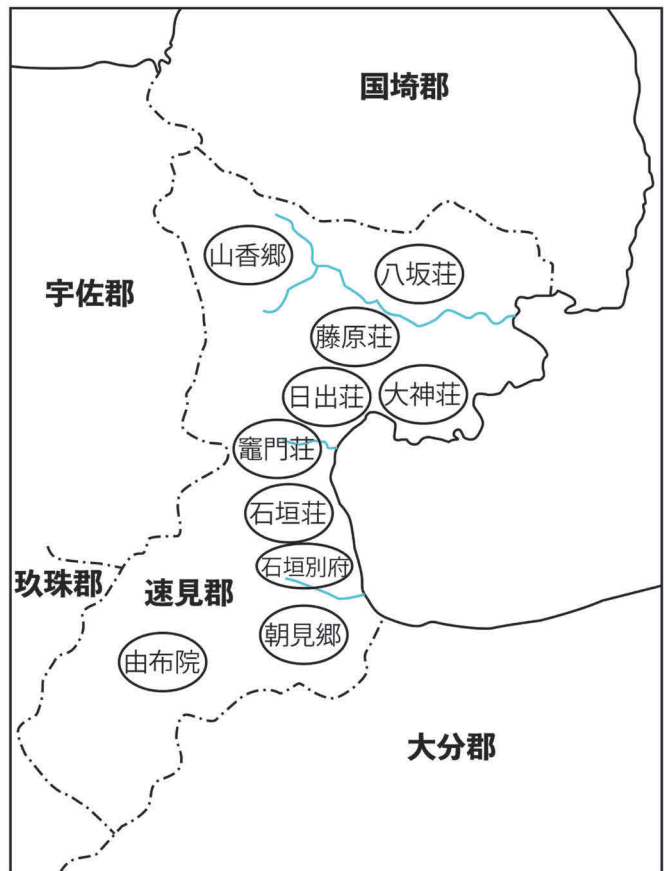 国埼郡
山香郷
八坂荘
宇佐郡
藤原荘
日出荘
大神荘
竈門荘
石垣荘
石垣別府
玖珠郡
速見郡
朝見郷
由布院
大分郡